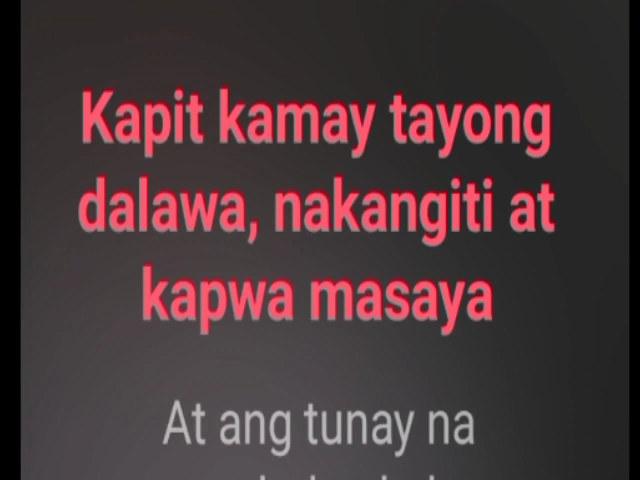 Kapit kamay tayong
dalawa, nakangiti at
kapwa masaya
At ang tunay na